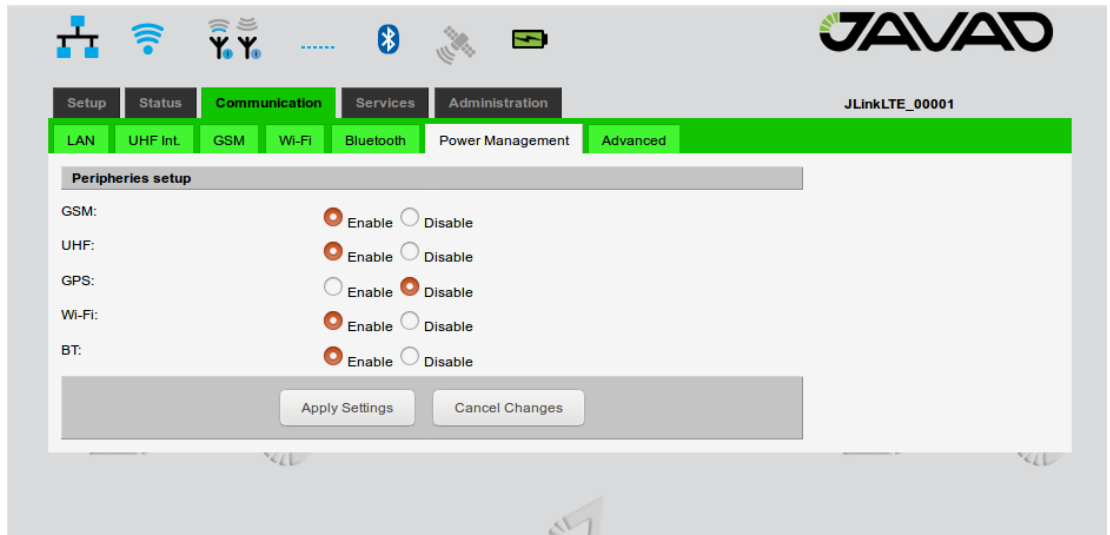 JAVAD
Setup Status Communication Services Administration JLinkLTE_00001
LAN UHF Int. GSM Wi-Fi Bluetooth Power Management Advanced
Peripheries setup
GSM: Enable Disable
UHF: Enable Disable
GPS: Enable Disable
Wi-Fi: Enable Disable
BT: Enable Disable
Apply Settings Cancel Changes